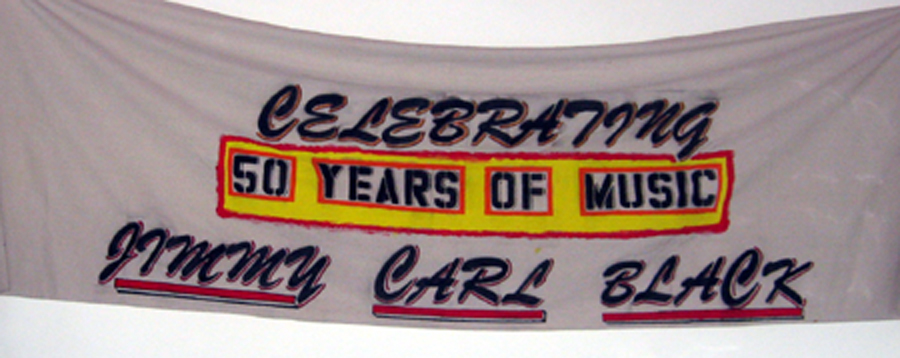 CELEBRATING
50 YEARS OF MUSIC
JIMMY CARL BLACK